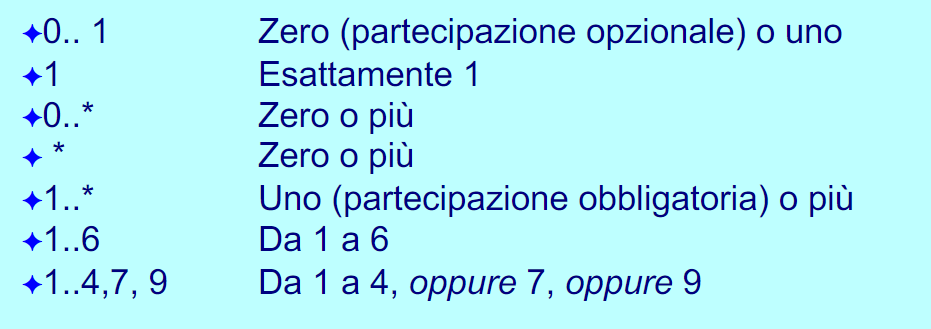 ✦0.. 1 Zero (partecipazione opzionale) o uno
✦1 Esattamente 1
✦0..* Zero o più
✦ * Zero o più
✦1..* Uno (partecipazione obbligatoria) o più
✦1..6 Da 1 a 6
✦1..4,7, 9 Da 1 a 4, oppure 7, oppure 9